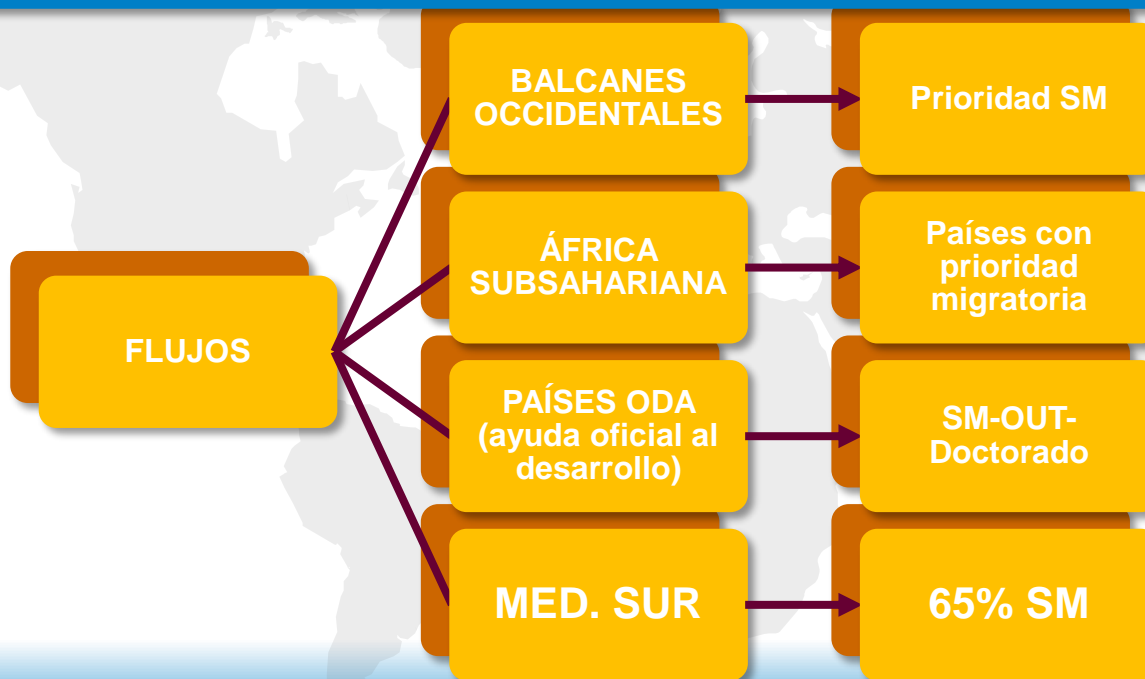 FLUJOS
BALCANES
OCCIDENTALES
Prioridad SM
ÁFRICA
SUBSAHARIANA
Países con
prioridad
migratoria
PAÍSES ODA
(ayuda oficial al
desarrollo)
SM-OUT-
Doctorado
MED. SUR
65% SM